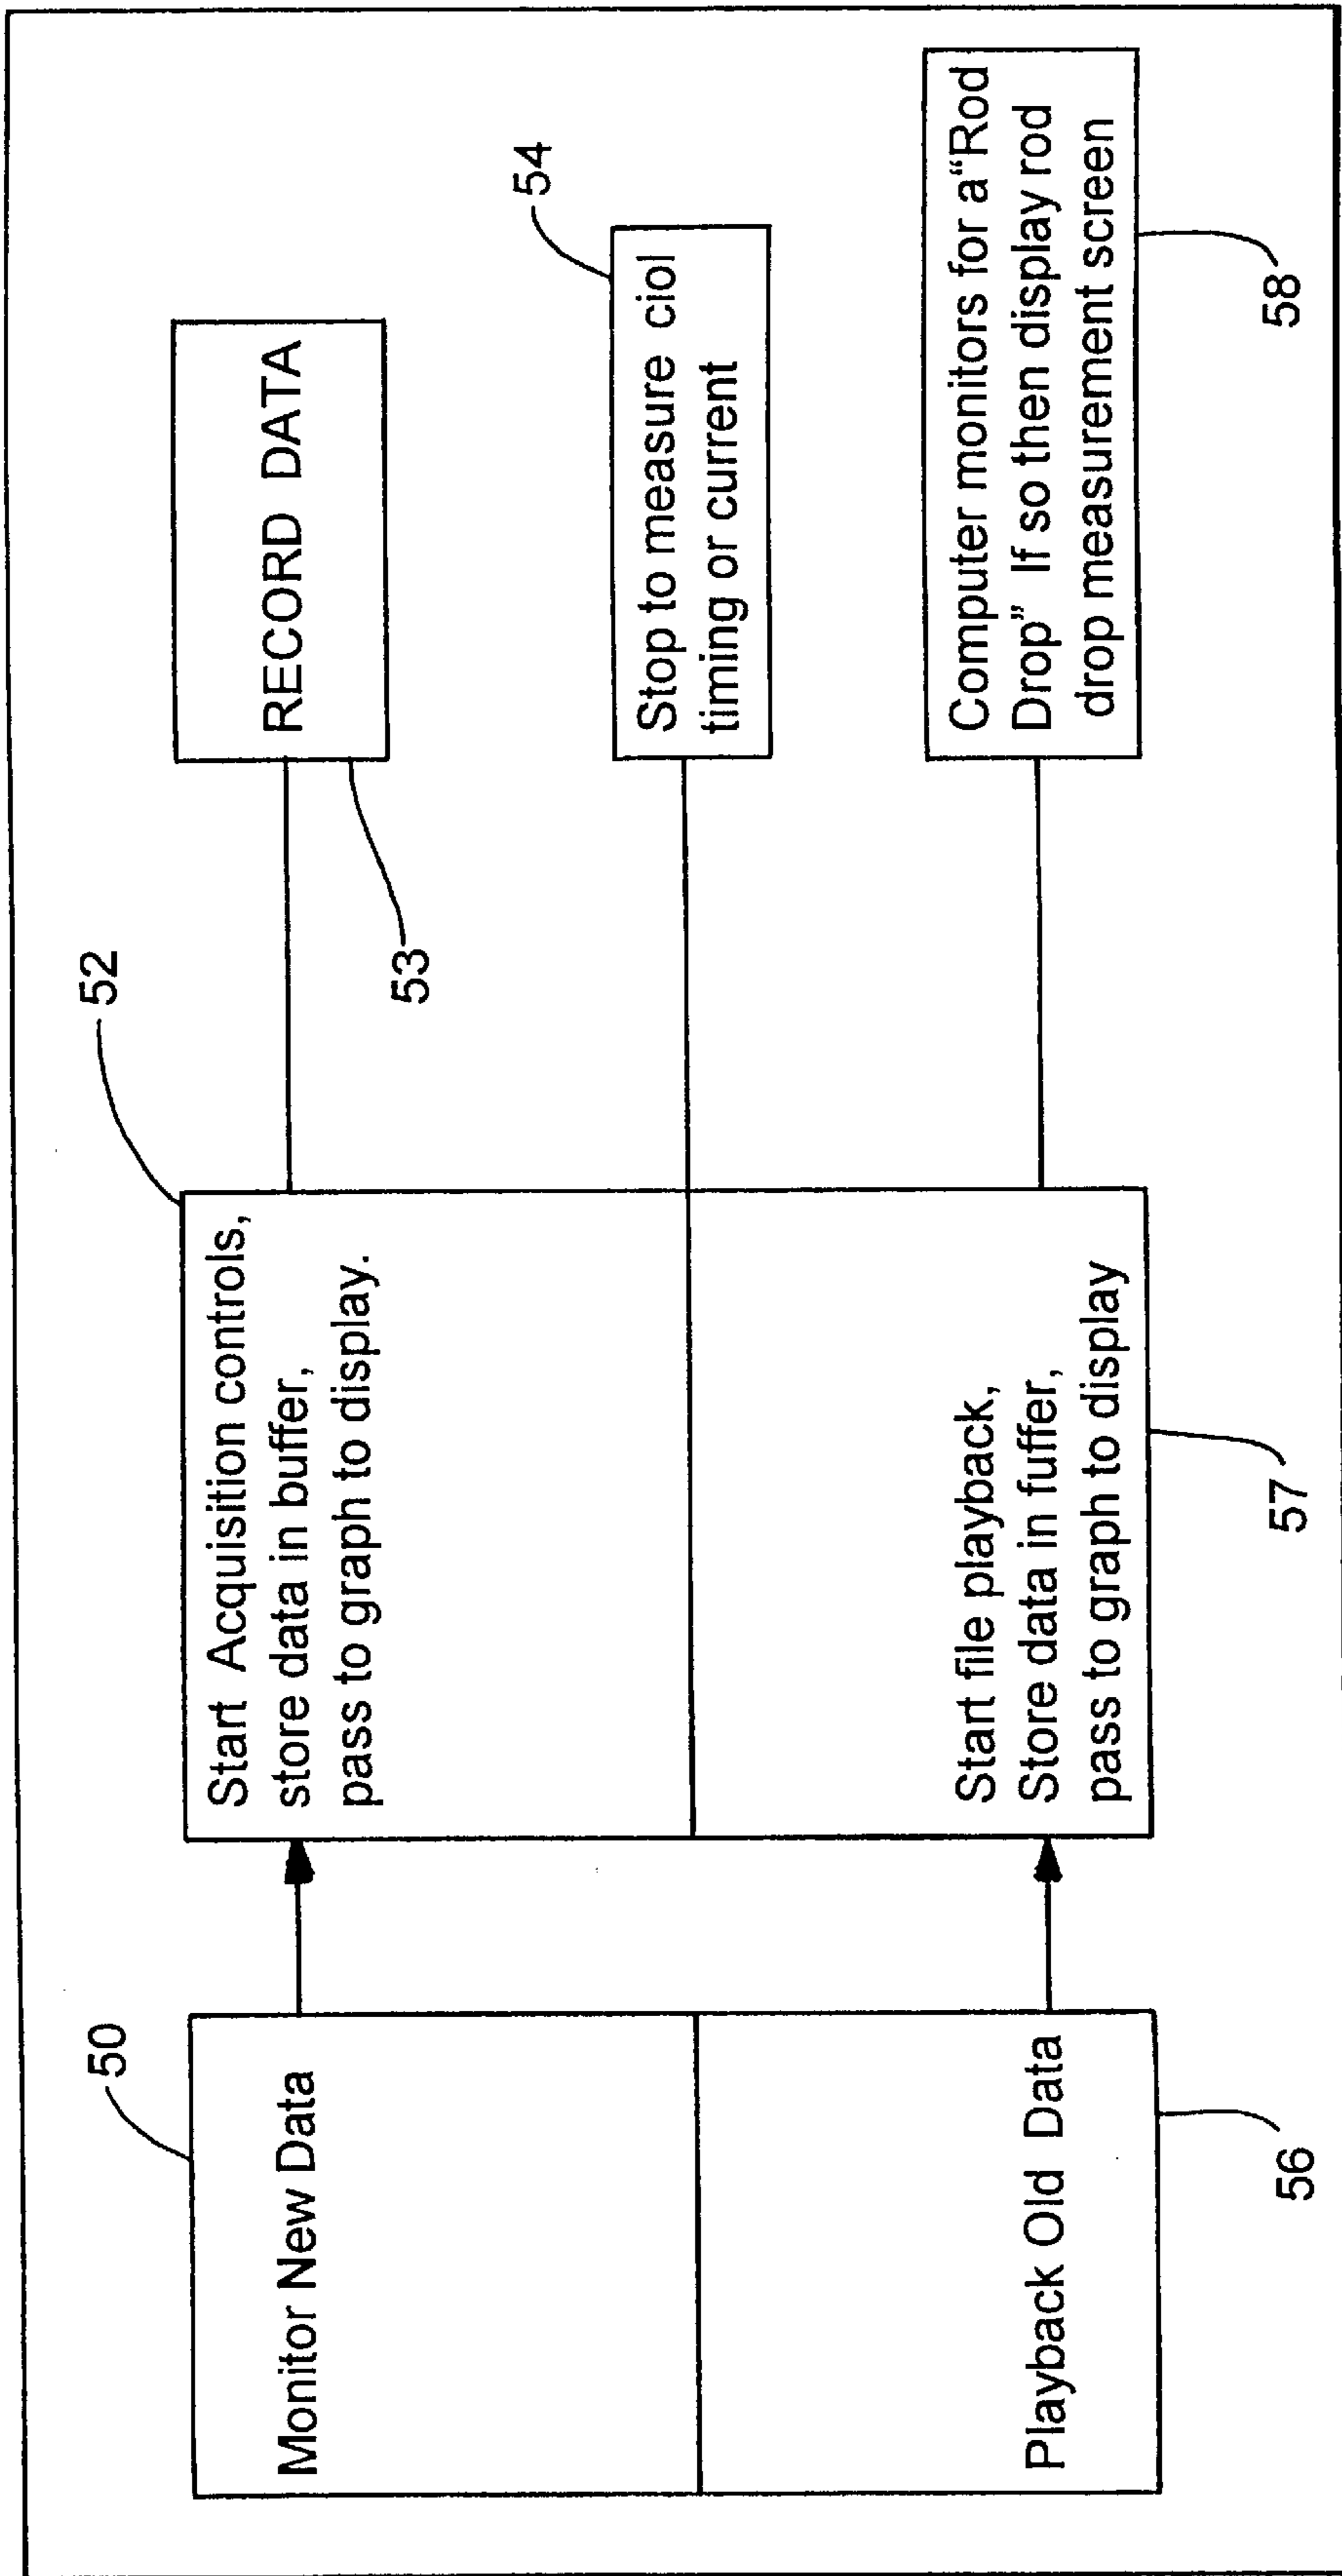 50
Monitor New Data
Playback Old Data
56
52
Start Acquisition controls,
store data in buffer,
pass to graph to display.
Start file playback,
Store data in fuffer,
pass to graph to display
57
RECORD DATA
53
54
Stop to measure ciol
timing or current
Computer monitors for a“Rod
Drop” If so then display rod
drop measurement screen
58